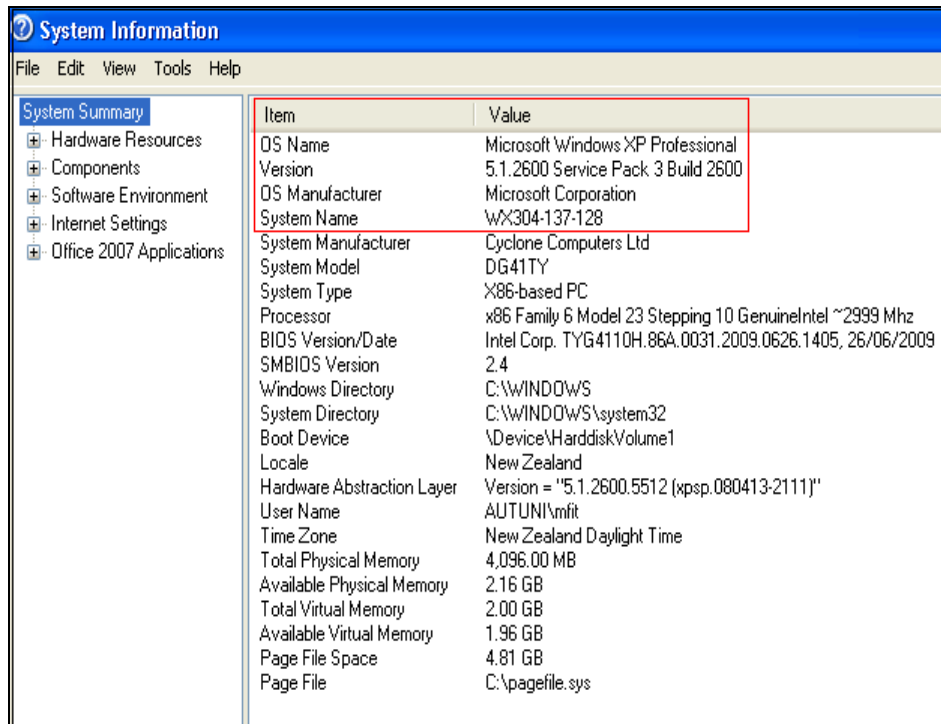 System Information
File Edit View Tools Help
System Summary
Hardware Resources
Components
Software Environment
Internet Settings
Office 2007 Applications
Item Value
OS Name Microsoft Windows XP Professional
Version 5.1.2600 Service Pack 3 Build 2600
OS Manufacturer Microsoft Corporation
System Name WX304-137-128
System Manufacturer Cyclone Computers Ltd
System Model DG41TY
System Type X86-based PC
Processor x86 Family 6 Model 23 Stepping 10 GenuineIntel ~2999 Mhz
BIOS Version/Date Intel Corp. TYG4110H.86A.0031.2009.0626.1405, 26/06/2009
SMBIOS Version 2.4
Windows Directory C:\WINDOWS
System Directory C:\WINDOWS\system32
Boot Device \Device\HarddiskVolume1
Locale New Zealand
Hardware Abstraction Layer Version = "5.1.2600.5512 (xpsp.080413-2111)"
User Name AUTUNI\mfit
Time Zone New Zealand Daylight Time
Total Physical Memory 4,096.00 MB
Available Physical Memory 2.16 GB
Total Virtual Memory 2.00 GB
Available Virtual Memory 1.96 GB
Page File Space 4.81 GB
Page File C:\pagefile.sys